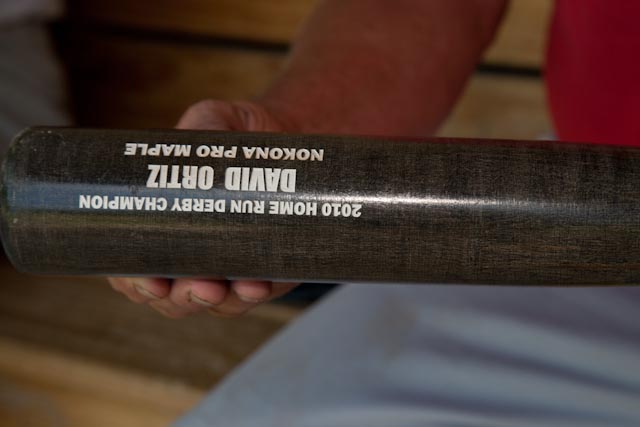 2010 HOME RUN DERBY CHAMPION
DAVID ORTIZ
NOKONA PRO MAPLE